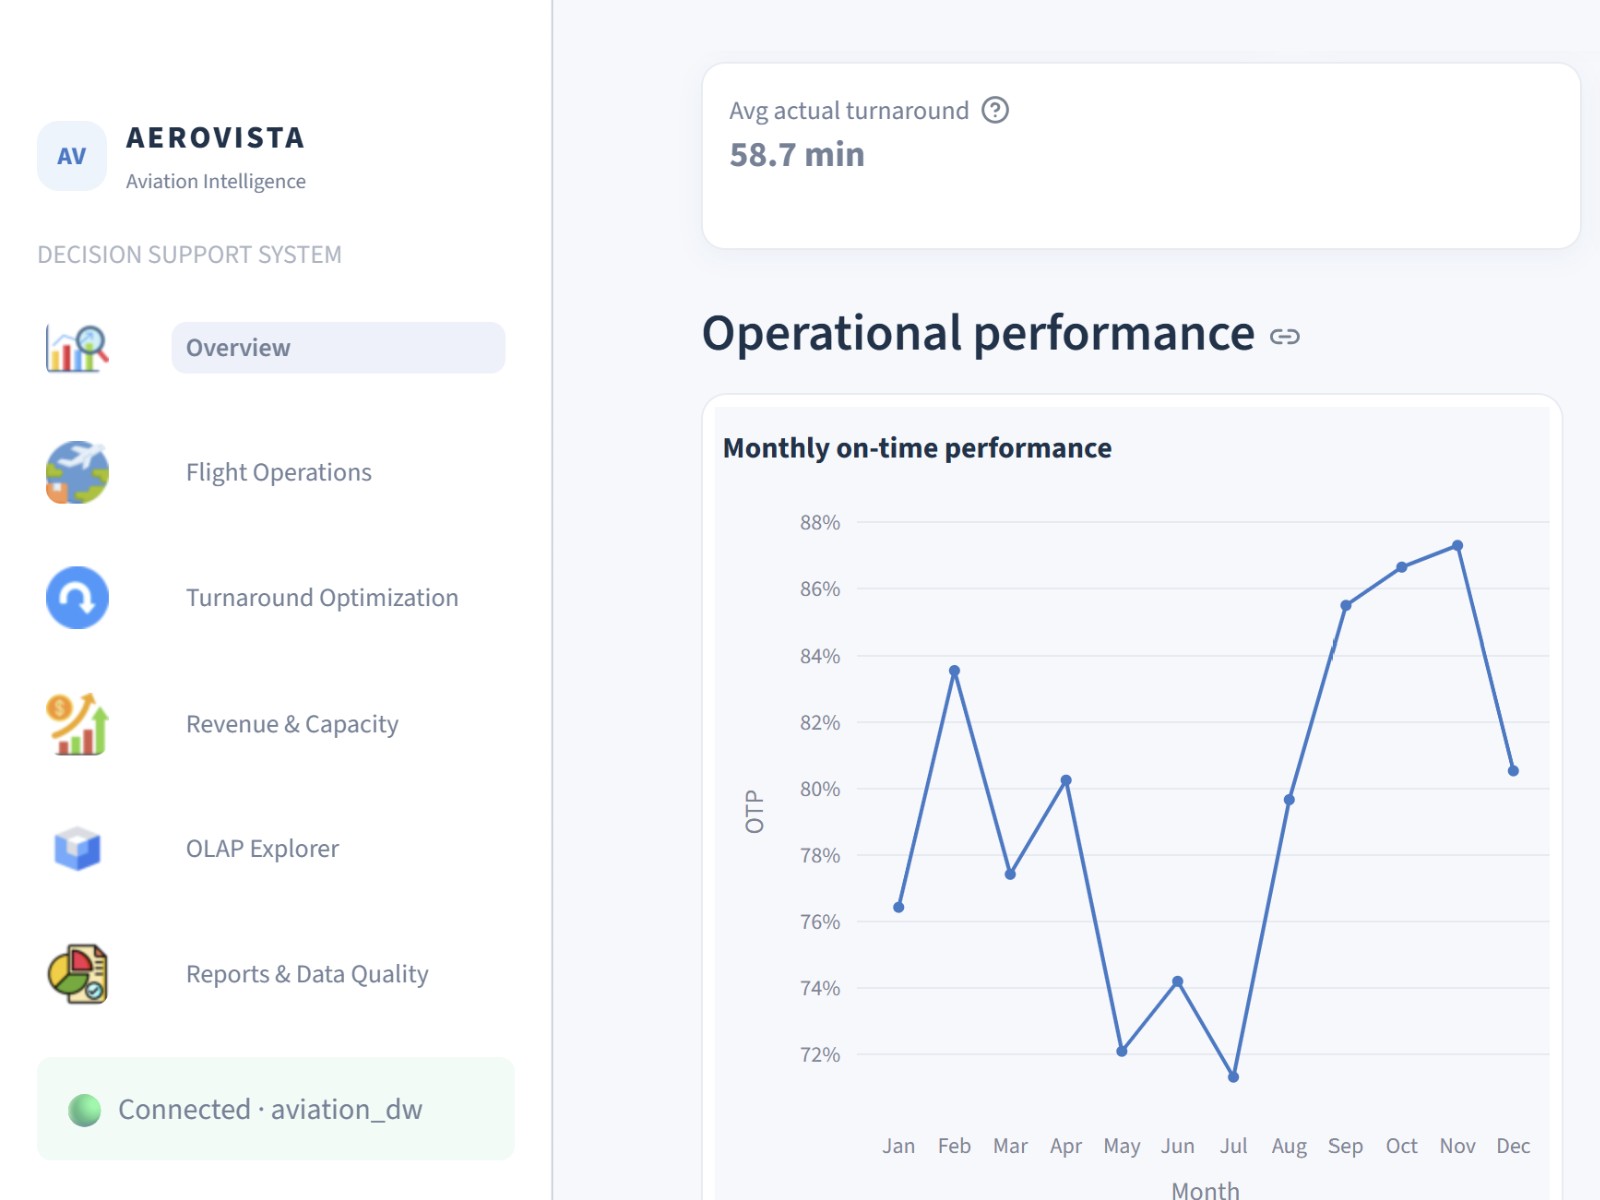 AV
AEROVISTA
Aviation Intelligence
DECISION SUPPORT SYSTEM
Overview
Flight Operations
Turnaround Optimization
Revenue & Capacity
OLAP Explorer
Reports & Data Quality
Connected · aviation_dw
Avg actual turnaround
58.7 min
Operational performance
Monthly on-time performance
88%
86%
84%
82%
80%
78%
76%
74%
72%
OTP
Jan Feb Mar Apr May Jun Jul Aug Sep Oct Nov Dec
Month